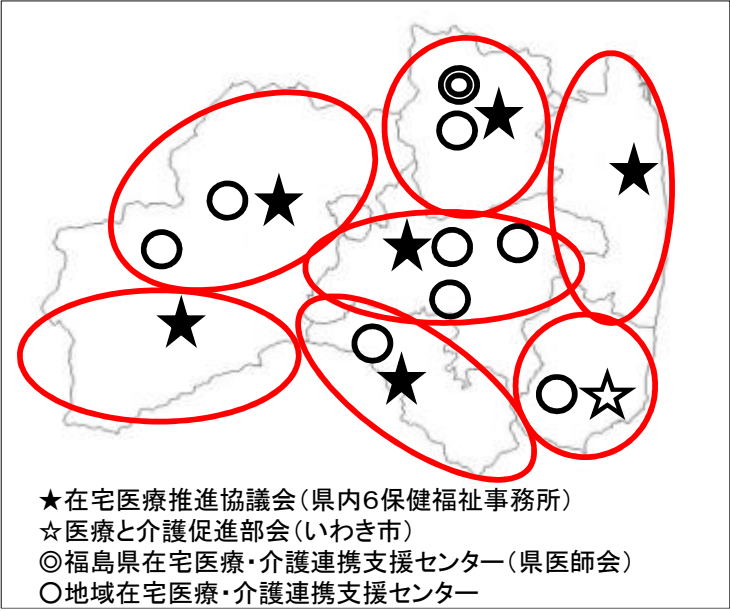 ★在宅医療推進協議会（県内６保健福祉事務所）
☆医療と介護促進部会（いわき市）
◎福島県在宅医療・介護連携支援センター（県医師会）
○地域在宅医療・介護連携支援センター